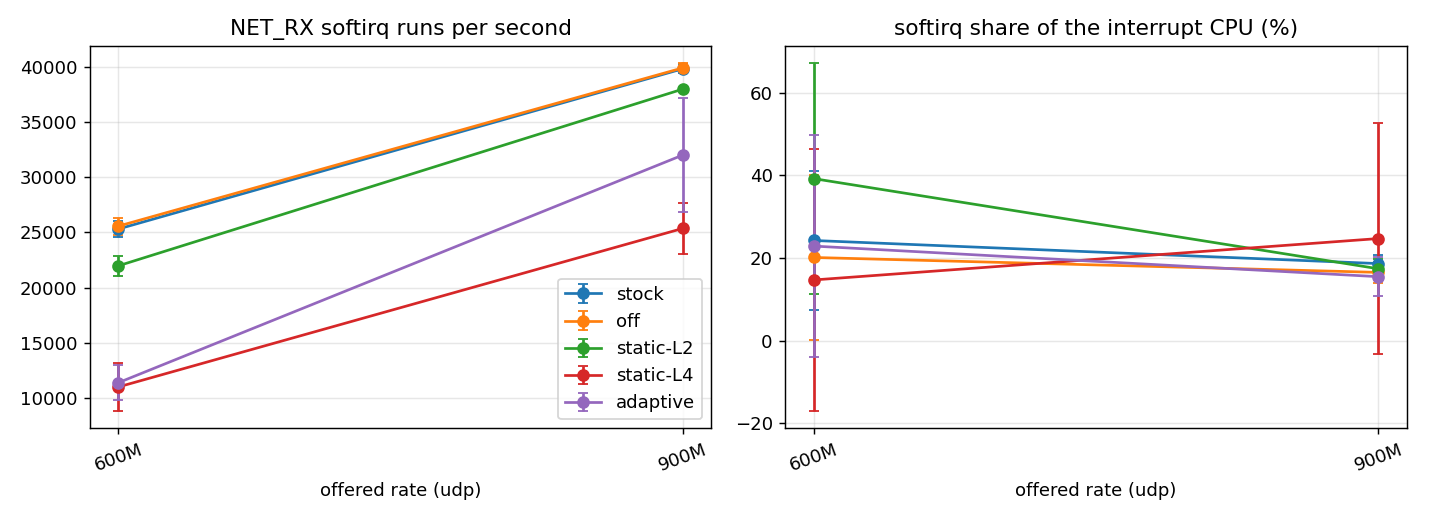 NET_RX softirq runs per second
40000
35000
30000
25000
20000
15000
10000
600M
900M
offered rate (udp)
stock
off
static-L2
static-L4
adaptive
softirq share of the interrupt CPU (%)
60
40
20
0
−20
600M
900M
offered rate (udp)